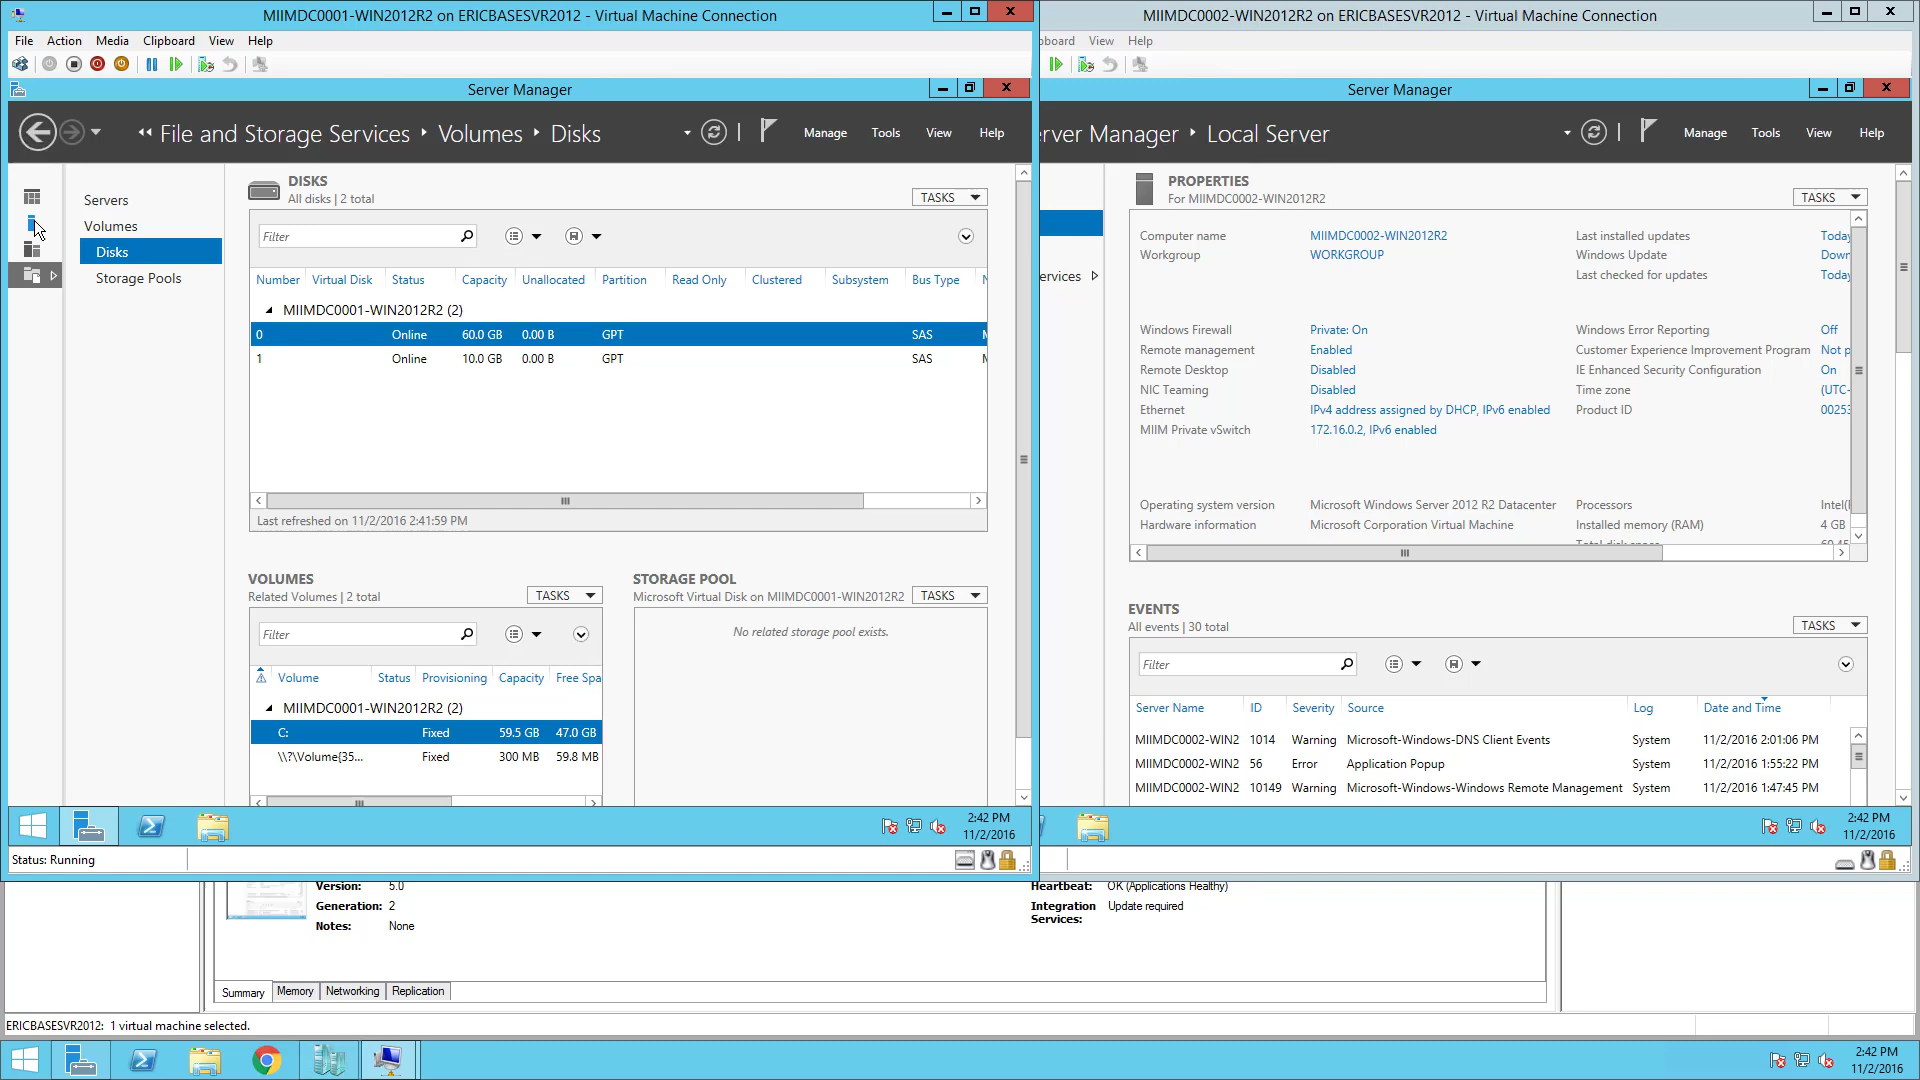 MIIMDC0001-WIN2012R2 on ERICBASESVR2012 - Virtual Machine Connection
File Action Media Clipboard View Help
Server Manager
File and Storage Services Volumes Disks
Manage Tools View Help
Servers
Volumes
Disks
Storage Pools
DISKS
All disks | 2 total
TASKS
Filter
Number Virtual Disk Status Capacity Unallocated Partition Read Only Clustered Subsystem Bus Type
MIIMDC0001-WIN2012R2 (2)
0 Online 60.0 GB 0.00 B GPT SAS
1 Online 10.0 GB 0.00 B GPT SAS
Last refreshed on 11/2/2016 2:41:59 PM
VOLUMES
Related Volumes | 2 total
TASKS
Filter
Volume Status Provisioning Capacity Free Spa
MIIMDC0001-WIN2012R2 (2)
C: Fixed 59.5 GB 47.0 GB
\\?\Volume{35... Fixed 300 MB 59.8 MB
STORAGE POOL
Microsoft Virtual Disk on MIIMDC0001-WIN2012R2
TASKS
No related storage pool exists.
2:42 PM
11/2/2016
Status: Running
MIIMDC0002-WIN2012R2 on ERICBASESVR2012 - Virtual Machine Connection
pboard View Help
Server Manager
erver Manager Local Server
Manage Tools View Help
ervices
PROPERTIES
For MIIMDC0002-WIN2012R2
TASKS
Computer name MIIMDC0002-WIN2012R2 Last installed updates Today
Workgroup WORKGROUP Windows Update Down
Last checked for updates Today
Windows Firewall Private: On Windows Error Reporting Off
Remote management Enabled Customer Experience Improvement Program Not p
Remote Desktop Disabled IE Enhanced Security Configuration On
NIC Teaming Disabled Time zone (UTC-
Ethernet IPv4 address assigned by DHCP, IPv6 enabled Product ID 00253
MIIM Private vSwitch 172.16.0.2, IPv6 enabled
Operating system version Microsoft Windows Server 2012 R2 Datacenter Processors Intel(
Hardware information Microsoft Corporation Virtual Machine Installed memory (RAM) 4 GB
EVENTS
All events | 30 total
TASKS
Filter
Server Name ID Severity Source Log Date and Time
MIIMDC0002-WIN2 1014 Warning Microsoft-Windows-DNS Client Events System 11/2/2016 2:01:06 PM
MIIMDC0002-WIN2 56 Error Application Popup System 11/2/2016 1:55:22 PM
MIIMDC0002-WIN2 10149 Warning Microsoft-Windows-Windows Remote Management System 11/2/2016 1:47:45 PM
2:42 PM
11/2/2016
Version: 5.0
Generation: 2
Notes: None
Heartbeat: OK (Applications Healthy)
Integration Services: Update required
Summary Memory Networking Replication
ERICBASESVR2012: 1 virtual machine selected.
2:42 PM
11/2/2016